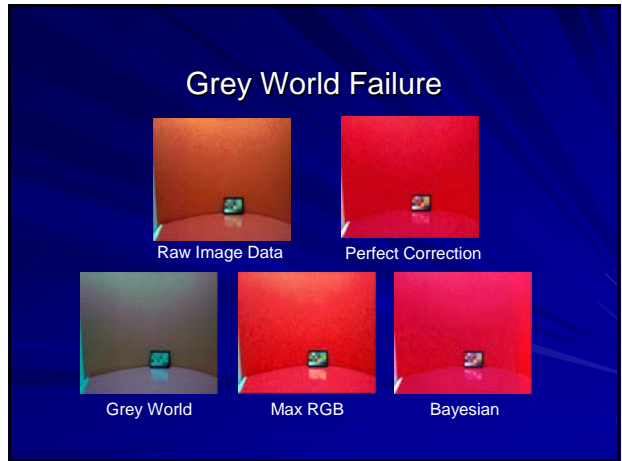 Grey World Failure
Raw Image Data
Perfect Correction
Grey World
Max RGB
Bayesian